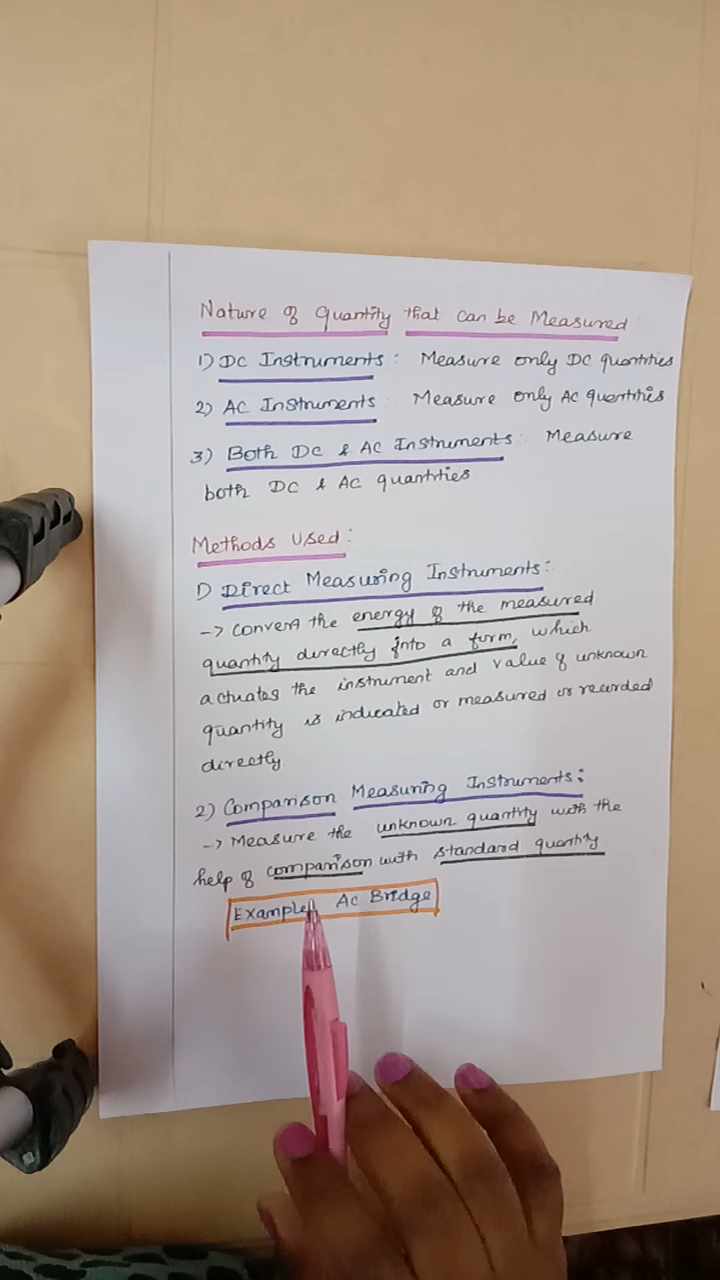 Nature of Quantity that can be Measured:
1) DC Instruments: Measure only DC quantities
2) AC Instruments: Measure only AC quantities
3) Both DC & AC Instruments: Measure
both DC & AC quantities
Methods Used:
1) Direct Measuring Instruments:
-> Convert the energy of the measured
quantity directly into a form, which
actuates the instrument and value of unknown
quantity is indicated or measured or recorded
directly
2) Comparison Measuring Instruments:
-> Measure the unknown quantity with the
help of comparison with standard quantity
Example AC Bridge